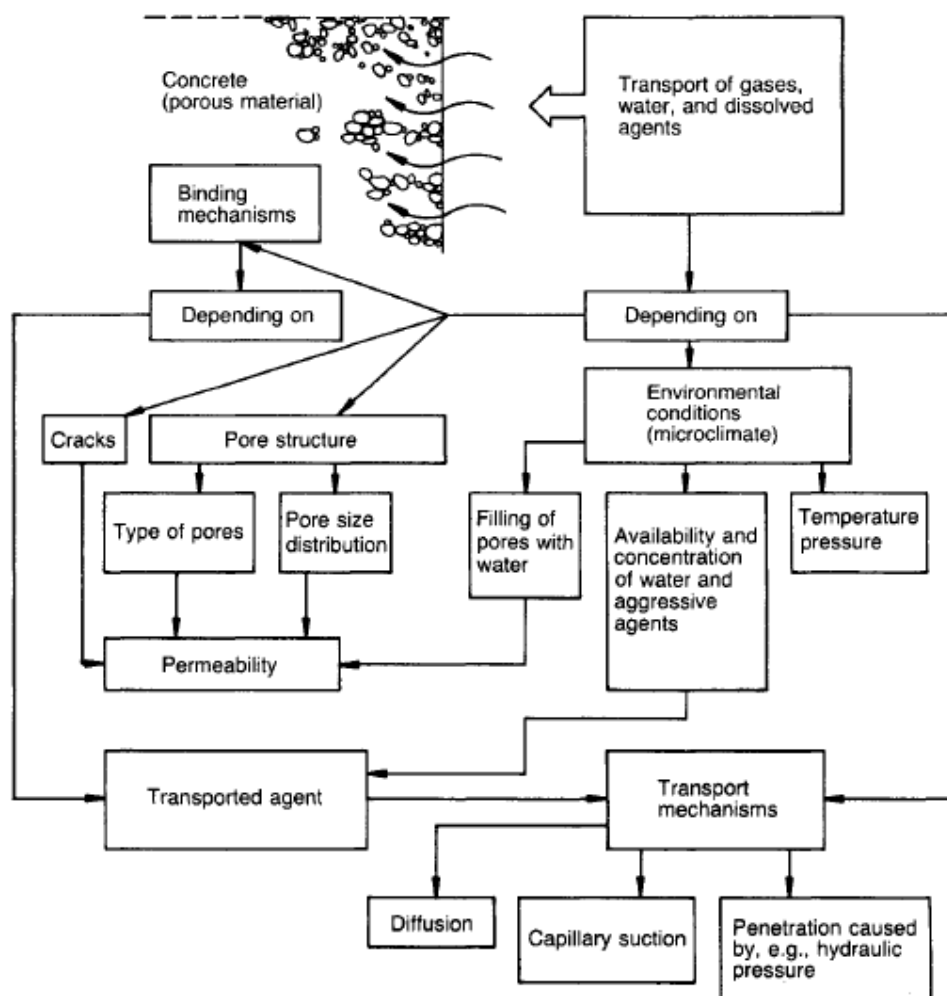 Concrete
(porous material)
Transport of gases,
water, and dissolved
agents
Binding
mechanisms
Depending on
Depending on
Environmental
conditions
(microclimate)
Cracks
Pore structure
Type of pores
Pore size
distribution
Filling of
pores with
water
Availability and
concentration
of water and
aggressive
agents
Temperature
pressure
Permeability
Transported agent
Transport
mechanisms
Diffusion
Capillary suction
Penetration caused
by, e.g., hydraulic
pressure